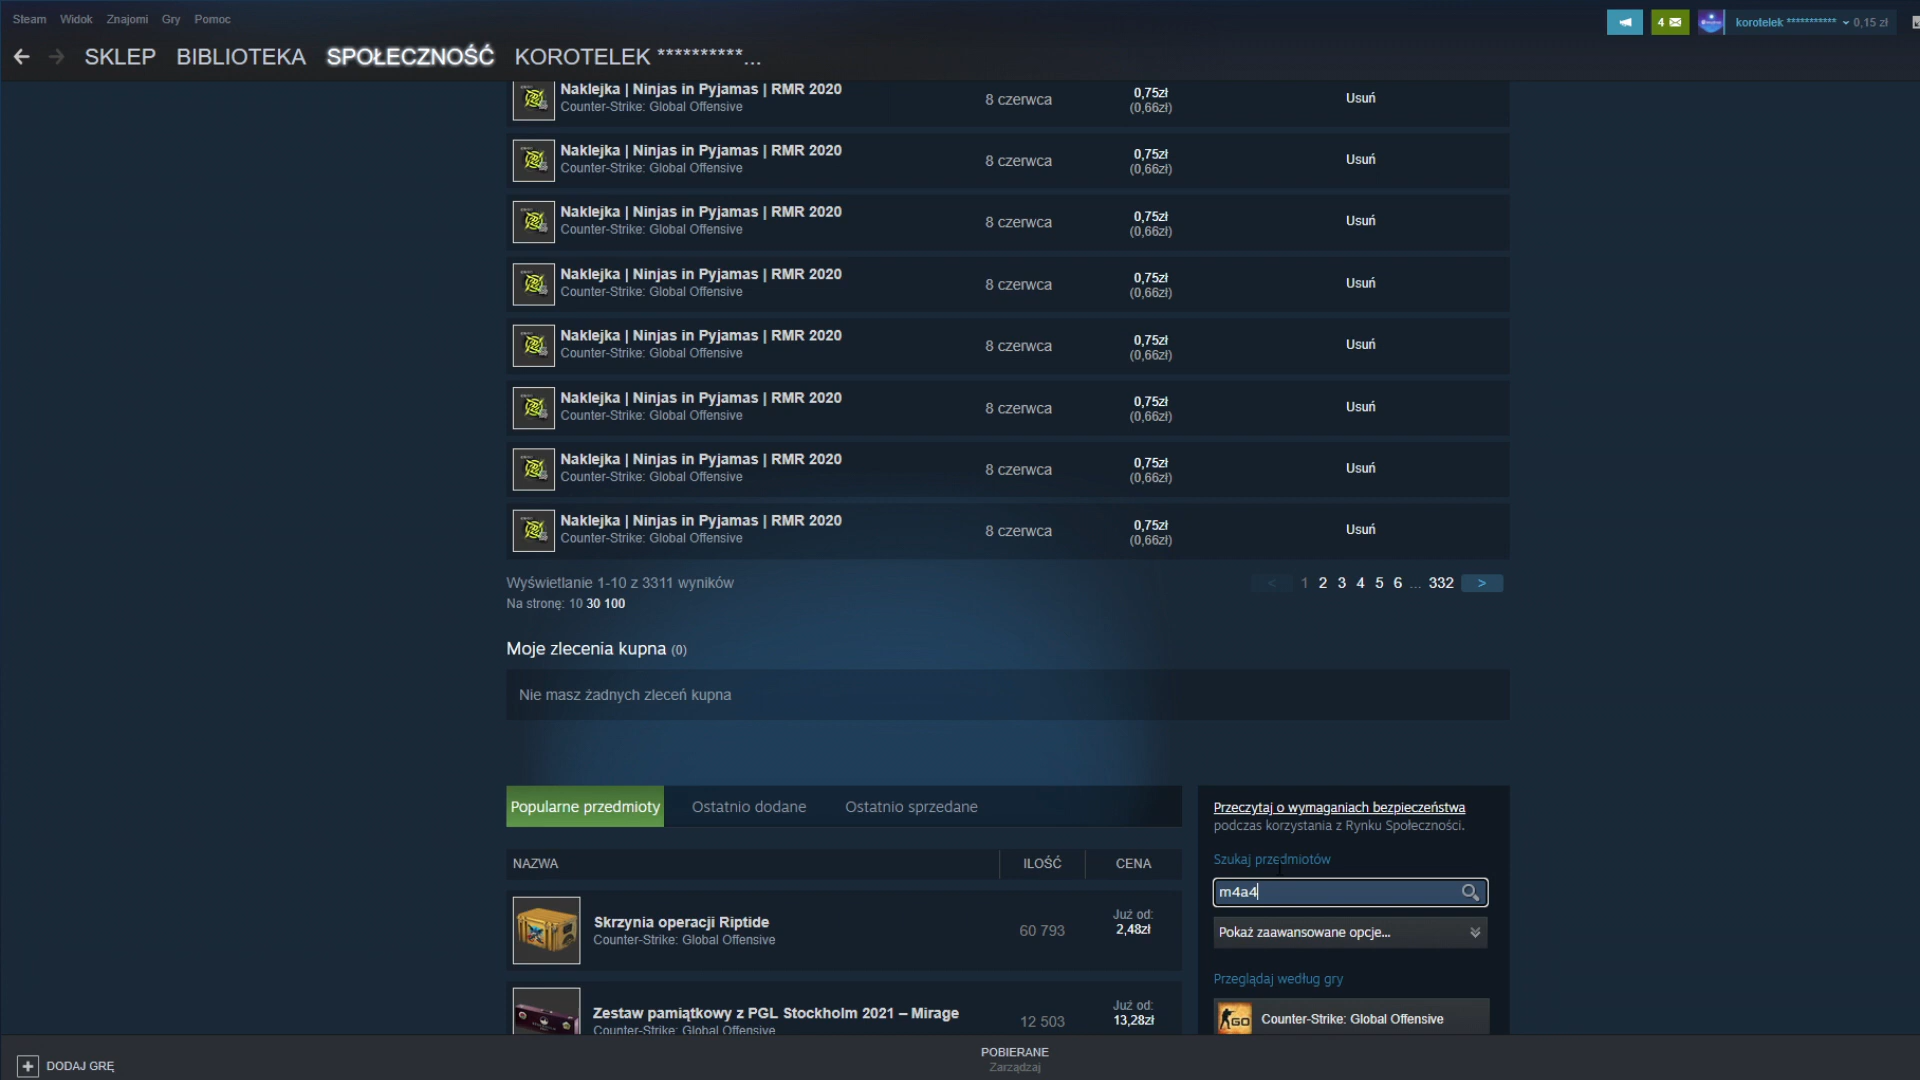 Steam Widok Znajomi Gry Pomoc
4
korotelek *********** 0,15 zł
SKLEP BIBLIOTEKA SPOŁECZNOŚĆ KOROTELEK **********...
Naklejka | Ninjas in Pyjamas | RMR 2020
Counter-Strike: Global Offensive
8 czerwca
0,75zł
(0,66zł)
Usuń
Naklejka | Ninjas in Pyjamas | RMR 2020
Counter-Strike: Global Offensive
8 czerwca
0,75zł
(0,66zł)
Usuń
Naklejka | Ninjas in Pyjamas | RMR 2020
Counter-Strike: Global Offensive
8 czerwca
0,75zł
(0,66zł)
Usuń
Naklejka | Ninjas in Pyjamas | RMR 2020
Counter-Strike: Global Offensive
8 czerwca
0,75zł
(0,66zł)
Usuń
Naklejka | Ninjas in Pyjamas | RMR 2020
Counter-Strike: Global Offensive
8 czerwca
0,75zł
(0,66zł)
Usuń
Naklejka | Ninjas in Pyjamas | RMR 2020
Counter-Strike: Global Offensive
8 czerwca
0,75zł
(0,66zł)
Usuń
Naklejka | Ninjas in Pyjamas | RMR 2020
Counter-Strike: Global Offensive
8 czerwca
0,75zł
(0,66zł)
Usuń
Naklejka | Ninjas in Pyjamas | RMR 2020
Counter-Strike: Global Offensive
8 czerwca
0,75zł
(0,66zł)
Usuń
Wyświetlanie 1-10 z 3311 wyników
< 1 2 3 4 5 6 ... 332 >
Na stronę: 10 30 100
Moje zlecenia kupna (0)
Nie masz żadnych zleceń kupna
Popularne przedmioty Ostatnio dodane Ostatnio sprzedane
NAZWA ILOŚĆ CENA
Skrzynia operacji Riptide
Counter-Strike: Global Offensive
60 793
Już od:
2,48zł
Zestaw pamiątkowy z PGL Stockholm 2021 – Mirage
Counter-Strike: Global Offensive
12 503
Już od:
13,28zł
Przeczytaj o wymaganiach bezpieczeństwa
podczas korzystania z Rynku Społeczności.
Szukaj przedmiotów
m4a4
Pokaż zaawansowane opcje...
Przeglądaj według gry
GO
Counter-Strike: Global Offensive
+ DODAJ GRĘ
POBIERANE
Zarządzaj